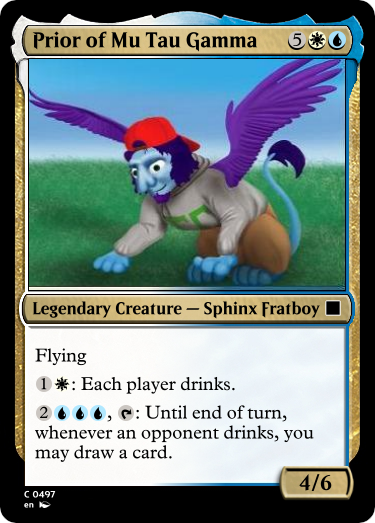 Prior of Mu Tau Gamma 5
Legendary Creature — Sphinx Fratboy
Flying
1: Each player drinks.
2, : Until end of turn,
whenever an opponent drinks, you
may draw a card.
4/6
C 0497
en